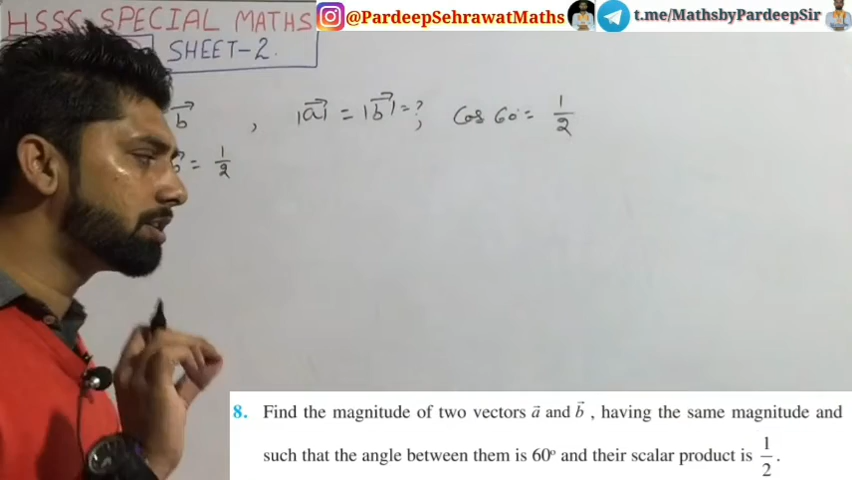 HSSC SPECIAL MATHS
@PardeepSehrawatMaths
t.me/MathsbyPardeepSir
SHEET-2.
b⃗ , |a⃗| = |b⃗| = ?, cos 60° = 1/2
b⃗ = 1/2
8. Find the magnitude of two vectors a⃗ and b⃗ , having the same magnitude and
such that the angle between them is 60° and their scalar product is 1/2.